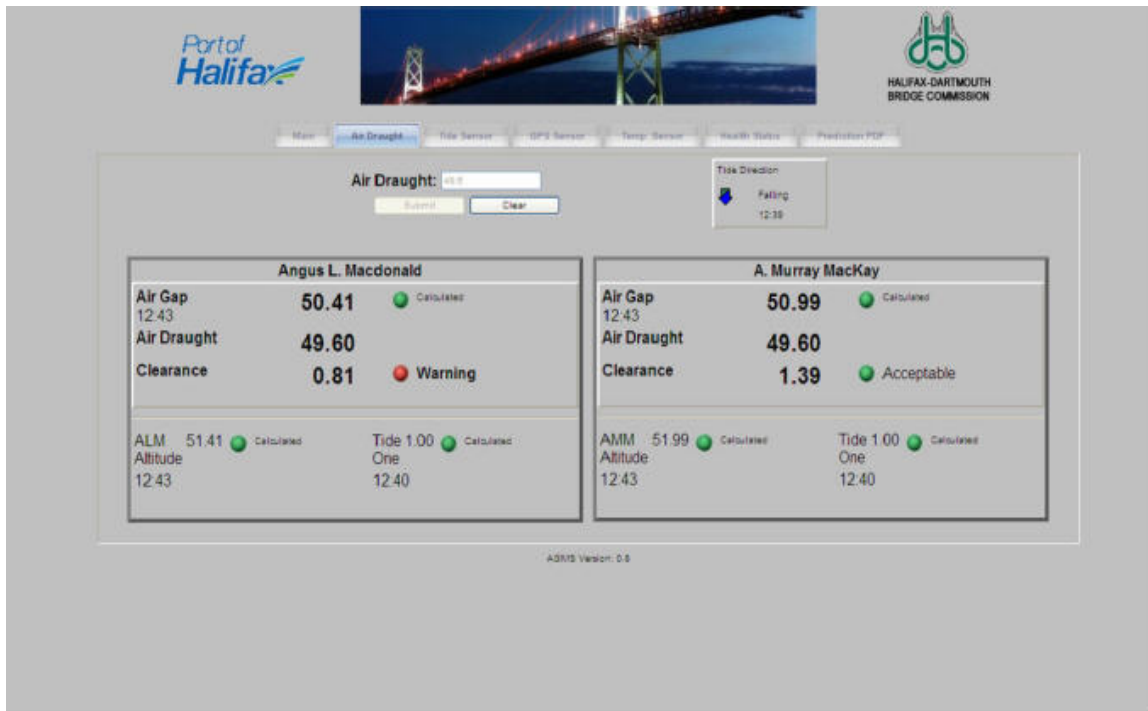 Port of
Halifax
HALIFAX-DARTMOUTH
BRIDGE COMMISSION
Main Air Draught Tide Sensor GPS Sensor Temp. Sensor Health Status Prediction PDF
Air Draught: 49.6
Submit Clear
Tide Direction
Falling
12:39
Angus L. Macdonald
Air Gap 50.41 Calculated
12:43
Air Draught 49.60
Clearance 0.81 Warning
ALM 51.41 Calculated Tide 1.00 Calculated
Altitude One
12:43 12:40
A. Murray MacKay
Air Gap 50.99 Calculated
12:43
Air Draught 49.60
Clearance 1.39 Acceptable
AMM 51.99 Calculated Tide 1.00 Calculated
Altitude One
12:43 12:40